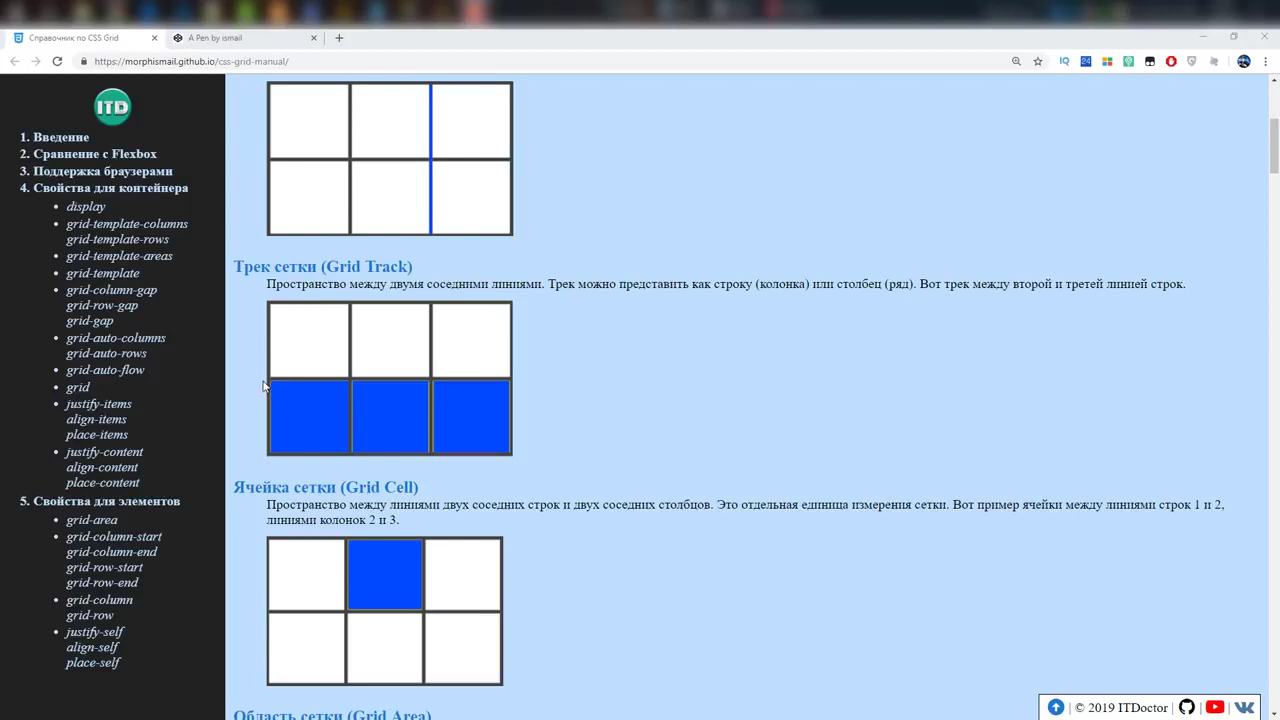 Справочник по CSS Grid
A Pen by ismail
https://morphismail.github.io/css-grid-manual/
IQ
24
ITD
1. Введение
2. Сравнение с Flexbox
3. Поддержка браузерами
4. Свойства для контейнера
display
grid-template-columns
grid-template-rows
grid-template-areas
grid-template
grid-column-gap
grid-row-gap
grid-gap
grid-auto-columns
grid-auto-rows
grid-auto-flow
grid
justify-items
align-items
place-items
justify-content
align-content
place-content
5. Свойства для элементов
grid-area
grid-column-start
grid-column-end
grid-row-start
grid-row-end
grid-column
grid-row
justify-self
align-self
place-self
Трек сетки (Grid Track)
Пространство между двумя соседними линиями. Трек можно представить как строку (колонка) или столбец (ряд). Вот трек между второй и третей линией строк.
Ячейка сетки (Grid Cell)
Пространство между линиями двух соседних строк и двух соседних столбцов. Это отдельная единица измерения сетки. Вот пример ячейки между линиями строк 1 и 2,
линиями колонок 2 и 3.
Область сетки (Grid Area)
© 2019 ITDoctor